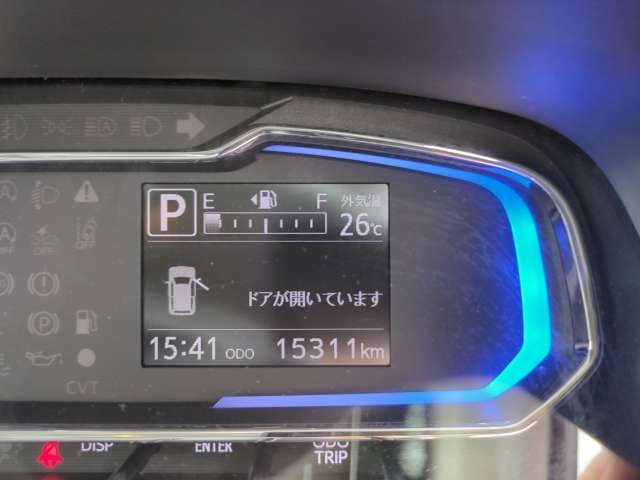 P
E F 外気温
26℃
ドアが開いています
15:41 ODO 15311km
CVT
DISP ENTER ODO
TRIP